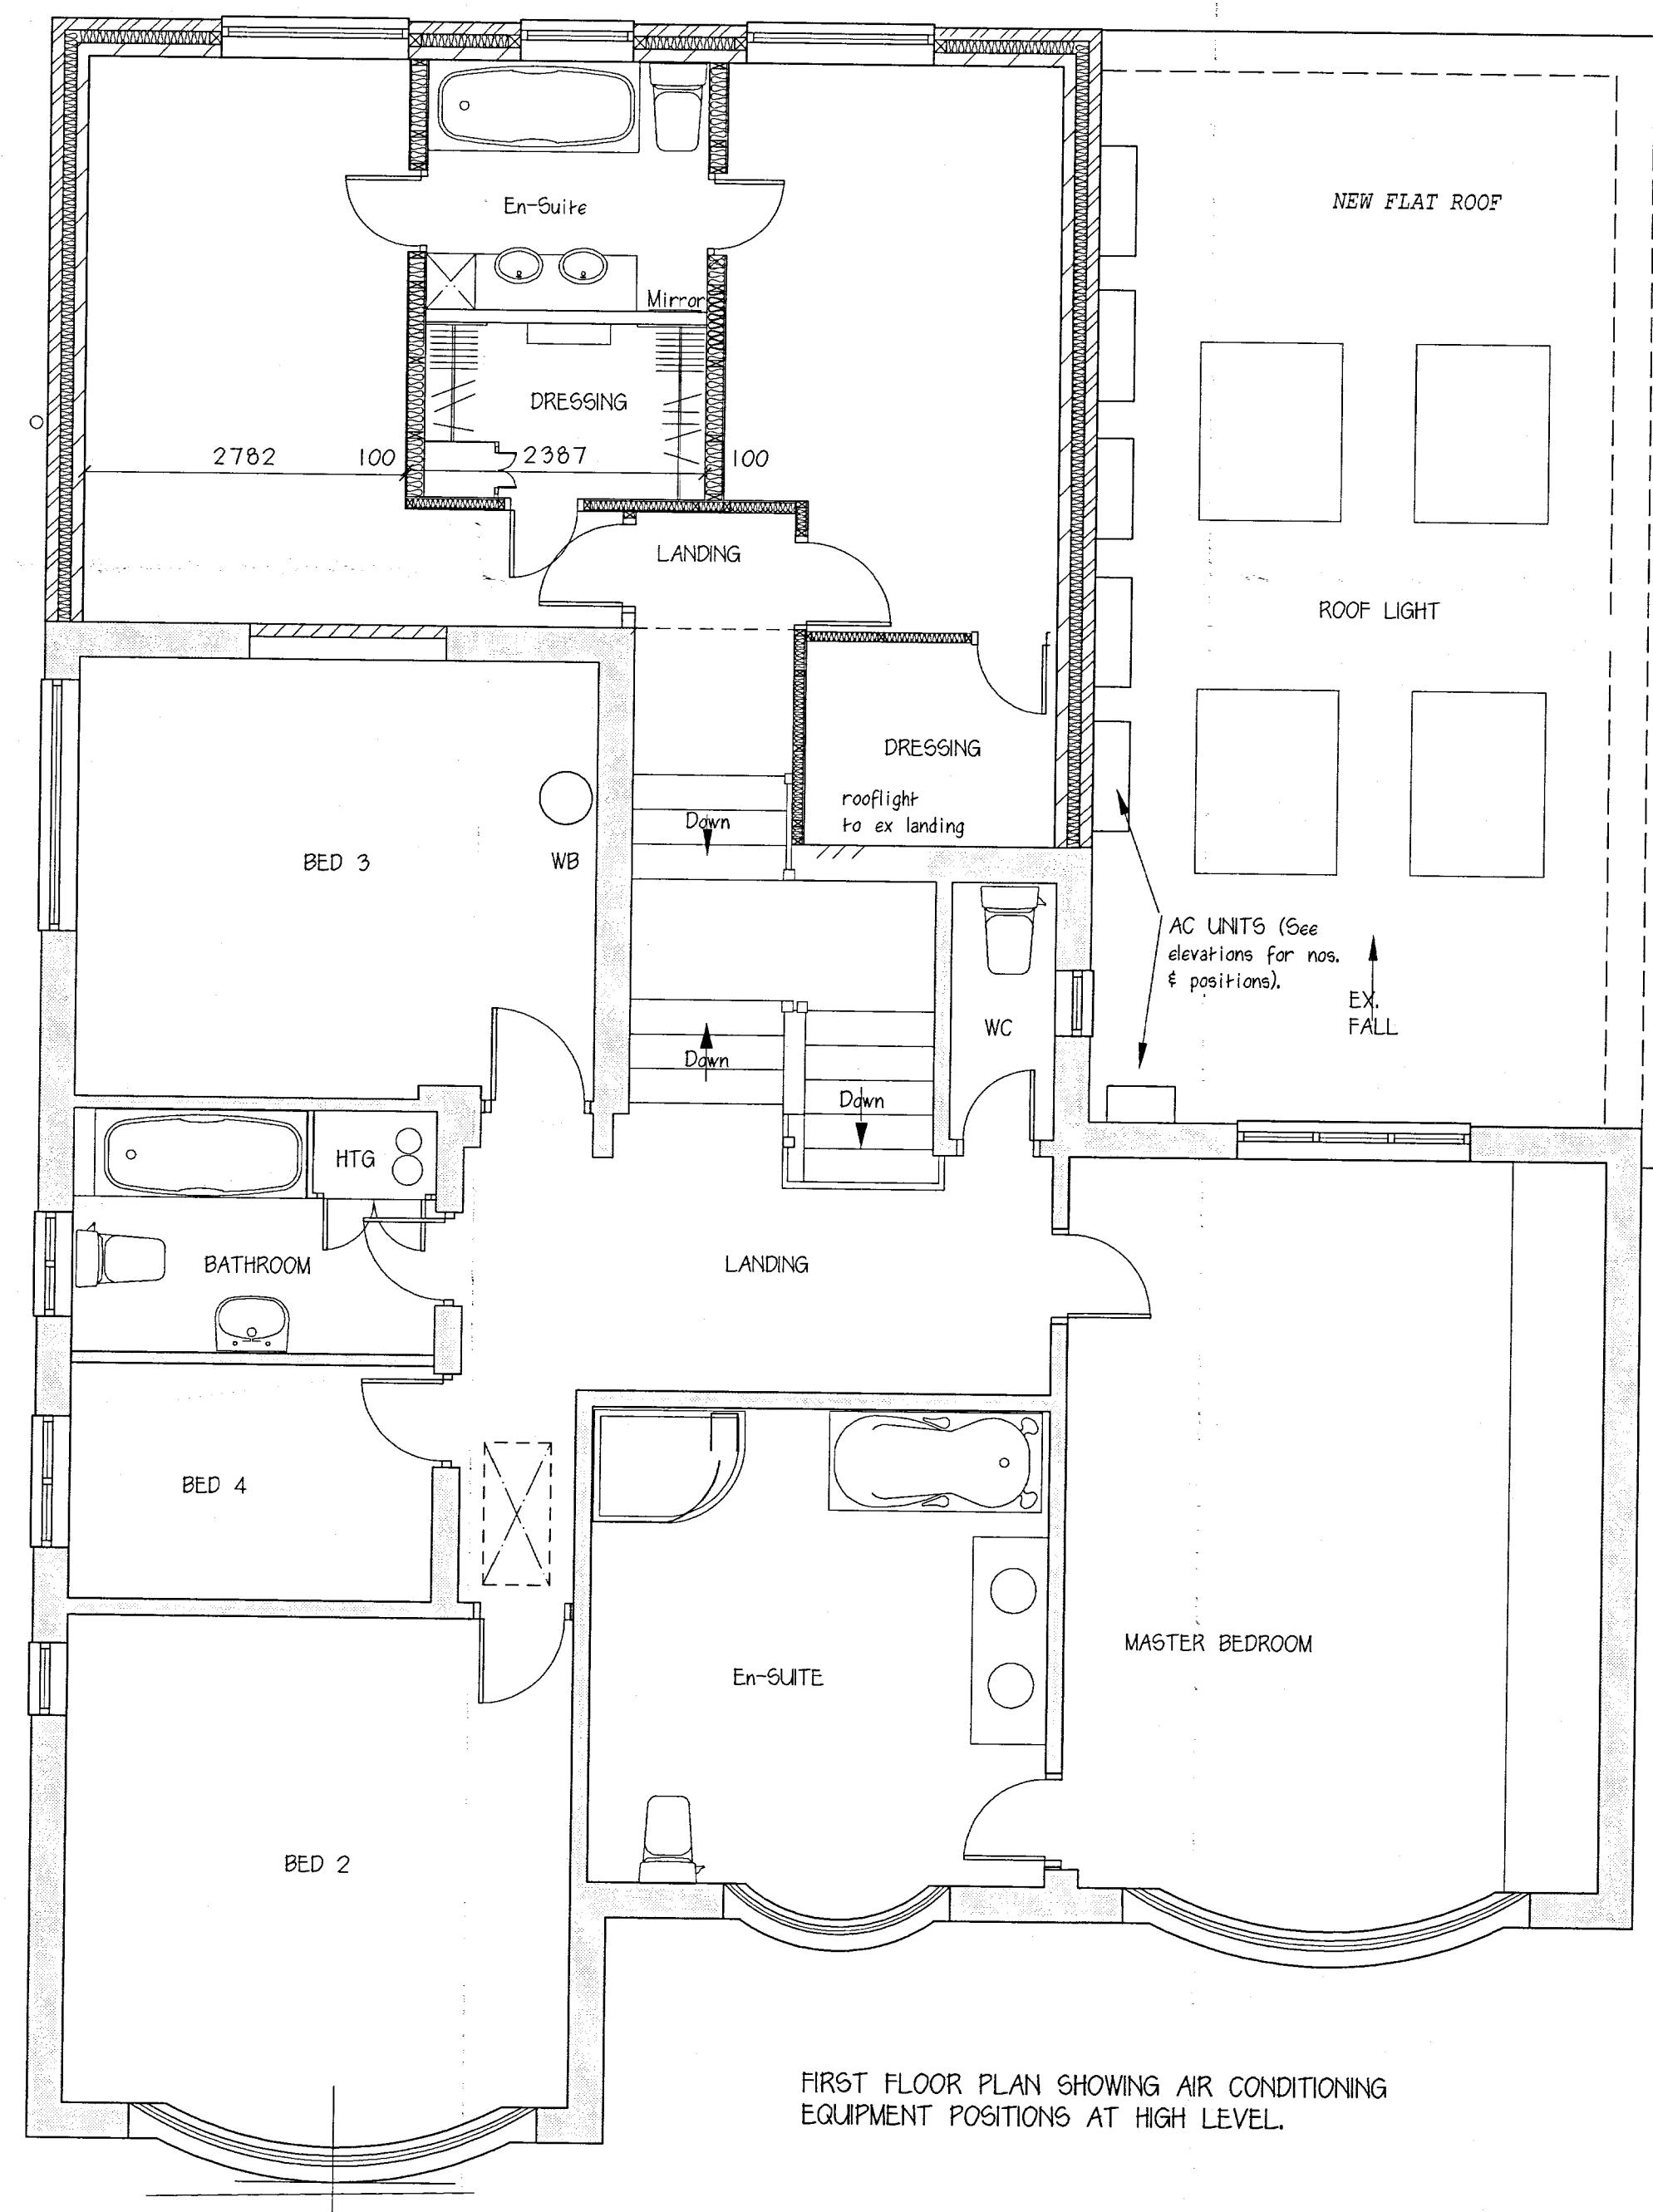 NEW FLAT ROOF
En-Suite
Mirror
DRESSING
2782
100
2387
100
LANDING
ROOF LIGHT
DRESSING
rooflight
to ex landing
Down
BED 3
WB
AC UNITS (See
elevations for nos.
& positions).
EX.
FALL
WC
Down
Down
HTG
BATHROOM
LANDING
BED 4
MASTER BEDROOM
En-SUITE
BED 2
FIRST FLOOR PLAN SHOWING AIR CONDITIONING
EQUIPMENT POSITIONS AT HIGH LEVEL.